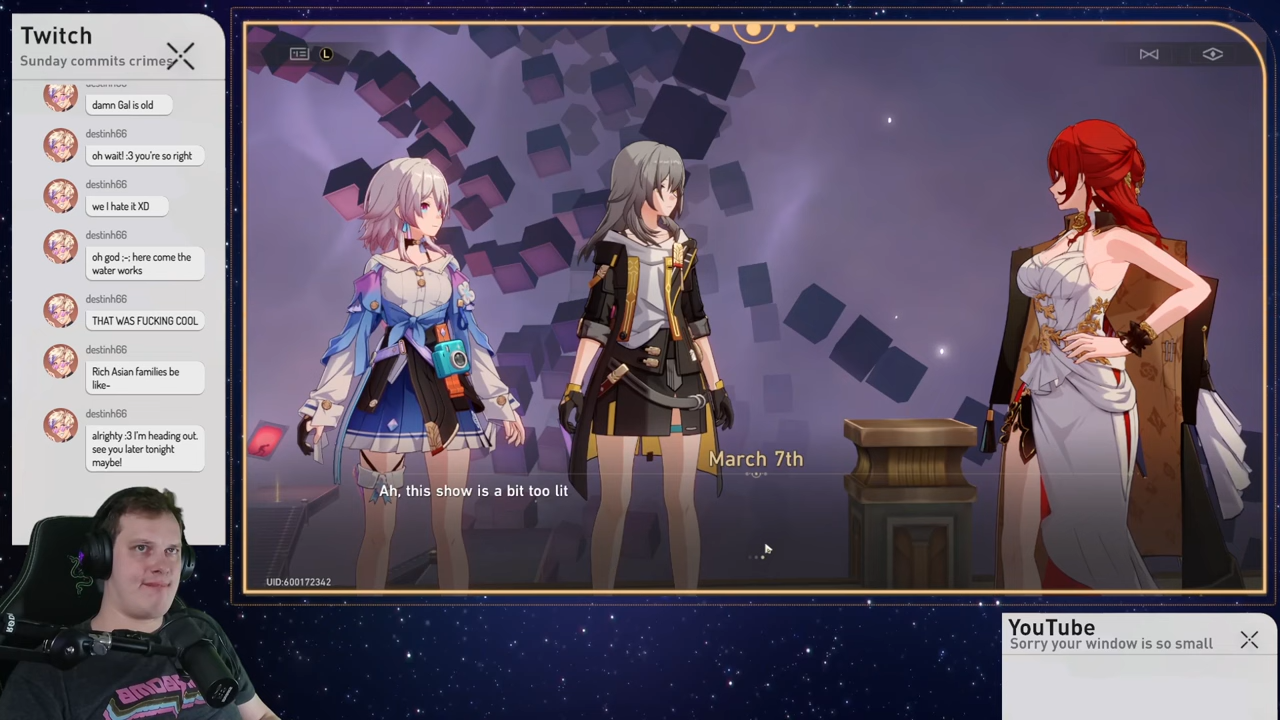 Twitch
Sunday commits crimes
damn Gal is old
destinh66
oh wait! :3 you're so right
destinh66
we I hate it XD
destinh66
oh god ;-; here come the
water works
destinh66
THAT WAS FUCKING COOL
destinh66
Rich Asian families be
like-
destinh66
alrighty :3 I'm heading out.
see you later tonight
maybe!
L
March 7th
Ah, this show is a bit too lit
UID:600172342
YouTube
Sorry your window is so small